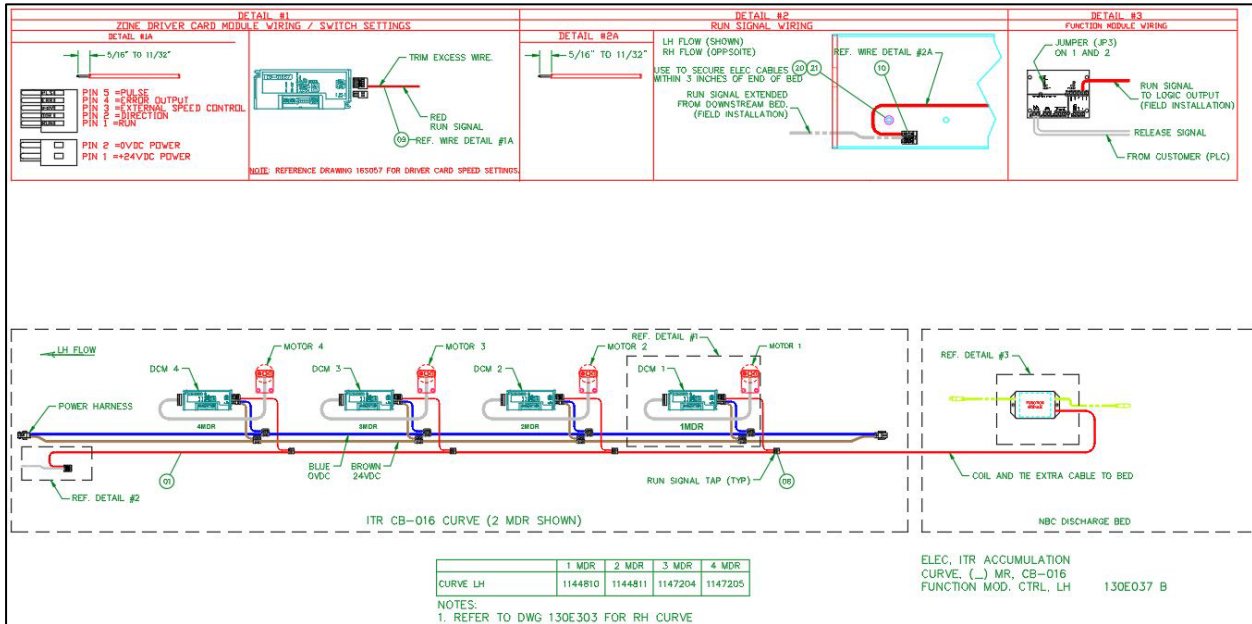 DETAIL #1
ZONE DRIVER CARD MODULE WIRING / SWITCH SETTINGS
DETAIL #1A
5/16" TO 11/32"
PIN 5 =PULSE
PIN 4 =ERROR OUTPUT
PIN 3 =EXTERNAL SPEED CONTROL
PIN 2 =DIRECTION
PIN 1 =RUN
PIN 2 =0VDC POWER
PIN 1 =+24VDC POWER
TRIM EXCESS WIRE.
RED
RUN SIGNAL
09
REF. WIRE DETAIL #1A
NOTE: REFERENCE DRAWING 16S057 FOR DRIVER CARD SPEED SETTINGS.
DETAIL #2
RUN SIGNAL WIRING
DETAIL #2A
5/16" TO 11/32"
LH FLOW (SHOWN)
RH FLOW (OPPSOITE)
USE TO SECURE ELEC CABLES
WITHIN 3 INCHES OF END OF BED
20 21
REF. WIRE DETAIL #2A
10
RUN SIGNAL EXTENDED
FROM DOWNSTREAM BED.
(FIELD INSTALLATION)
DETAIL #3
FUNCTION MODULE WIRING
JUMPER (JP3)
ON 1 AND 2
RUN SIGNAL
TO LOGIC OUTPUT
(FIELD INSTALLATION)
RELEASE SIGNAL
FROM CUSTOMER (PLC)
LH FLOW
MOTOR 4
MOTOR 3
MOTOR 2
REF. DETAIL #1
MOTOR 1
DCM 4
DCM 3
DCM 2
DCM 1
POWER HARNESS
4MDR
3MDR
2MDR
1MDR
BLUE
0VDC
BROWN
24VDC
01
REF. DETAIL #2
RUN SIGNAL TAP (TYP)
08
ITR CB-016 CURVE (2 MDR SHOWN)
REF. DETAIL #3
COIL AND TIE EXTRA CABLE TO BED
NBC DISCHARGE BED
1 MDR 2 MDR 3 MDR 4 MDR
CURVE LH 1144810 1144811 1147204 1147205
NOTES:
1. REFER TO DWG 130E303 FOR RH CURVE
ELEC, ITR ACCUMULATION
CURVE, (_) MR, CB-016
FUNCTION MOD. CTRL, LH 130E037 B